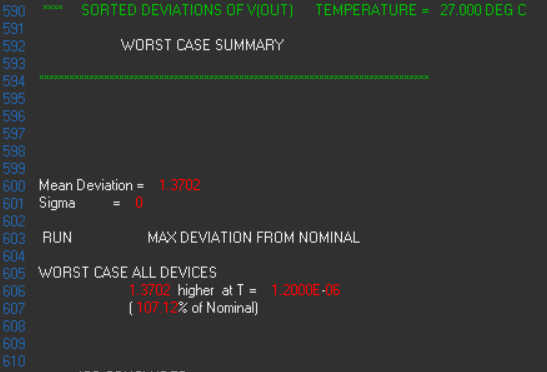 590 **** SORTED DEVIATIONS OF V(OUT) TEMPERATURE = 27.000 DEG C
591
592 WORST CASE SUMMARY
593
594 ******************************************************************************
595
596
597
598
599
600 Mean Deviation = 1.3702
601 Sigma = 0
602
603 RUN MAX DEVIATION FROM NOMINAL
604
605 WORST CASE ALL DEVICES
606 1.3702 higher at T = 1.2000E-06
607 ( 107.12% of Nominal)
608
609
610